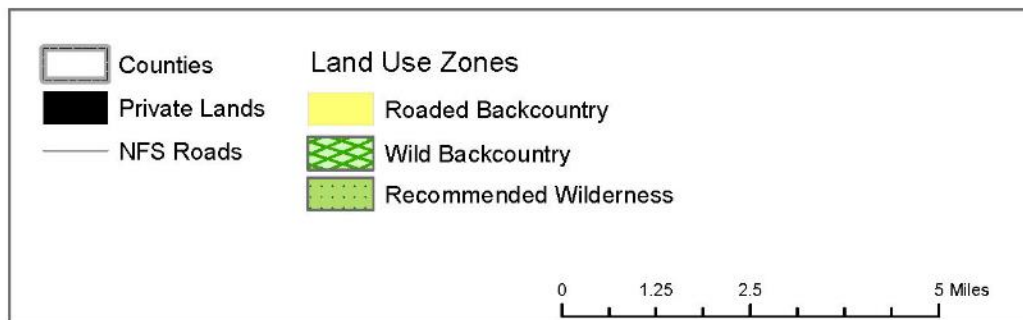 Counties
Private Lands
NFS Roads
Land Use Zones
Roaded Backcountry
Wild Backcountry
Recommended Wilderness
0 1.25 2.5 5 Miles